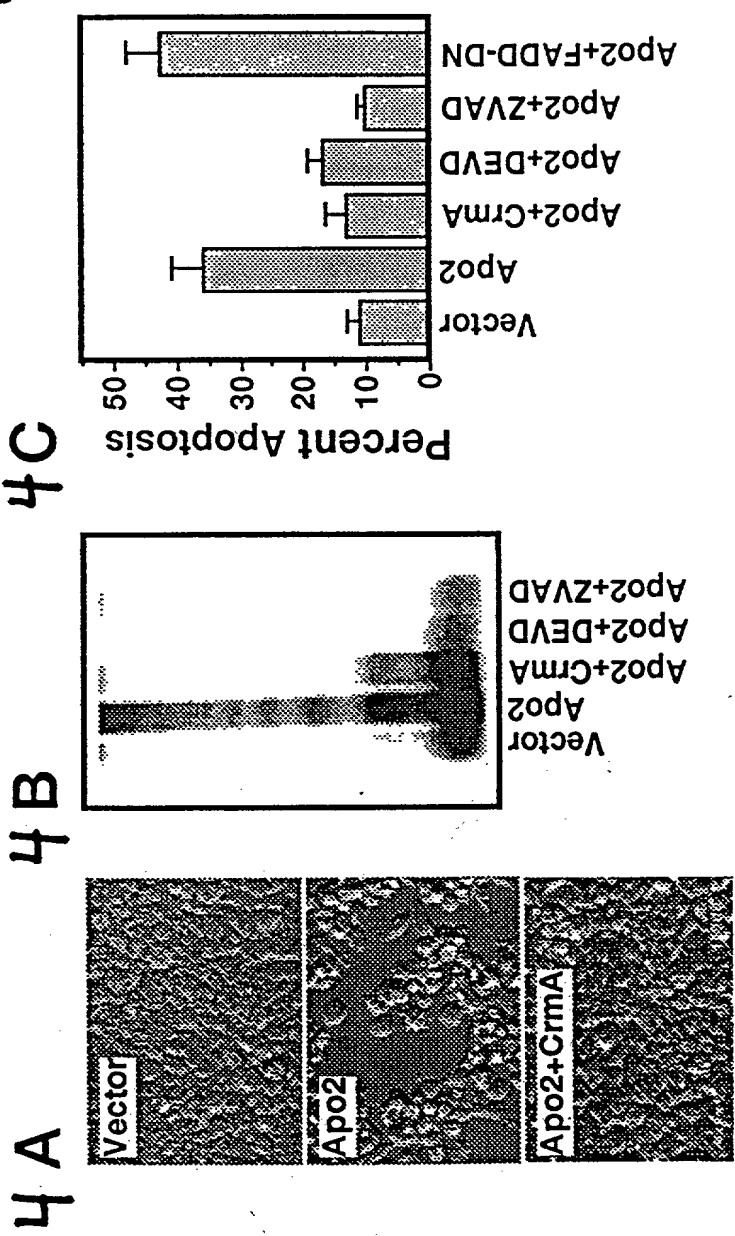 4A
Vector
Apo2
Apo2+CrmA
4B
Vector
Apo2
Apo2+CrmA
Apo2+DEVD
Apo2+ZVAD
4C
Percent Apoptosis
50
40
30
20
10
0
Vector
Apo2
Apo2+CrmA
Apo2+DEVD
Apo2+ZVAD
Apo2+FADD-DN